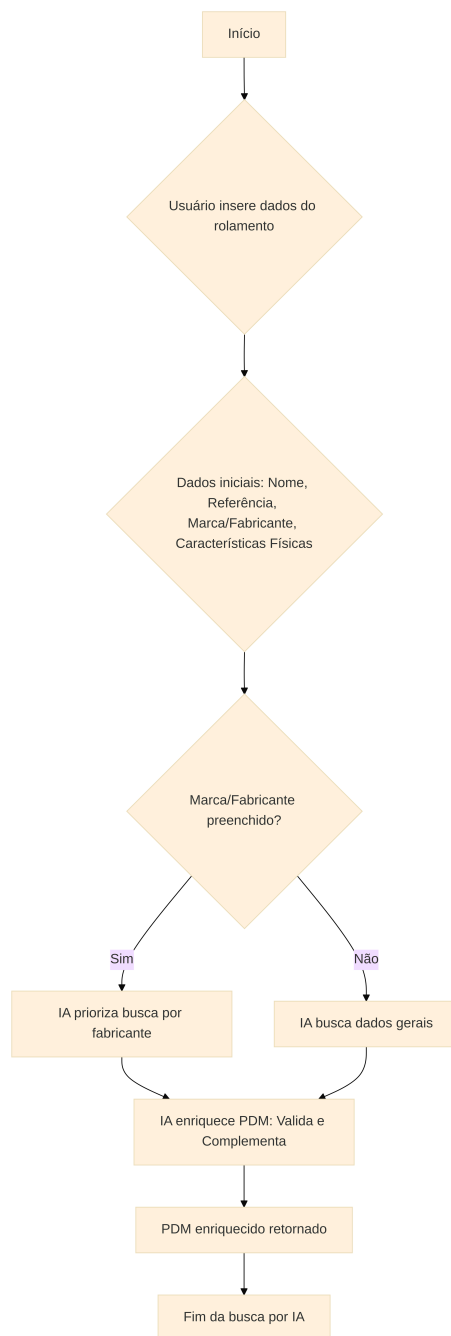 Início
Usuário insere dados do
rolamento
Dados iniciais: Nome,
Referência,
Marca/Fabricante,
Características Físicas
Marca/Fabricante
preenchido?
Sim
Não
IA prioriza busca por
fabricante
IA busca dados gerais
IA enriquece PDM: Valida e
Complementa
PDM enriquecido retornado
Fim da busca por IA